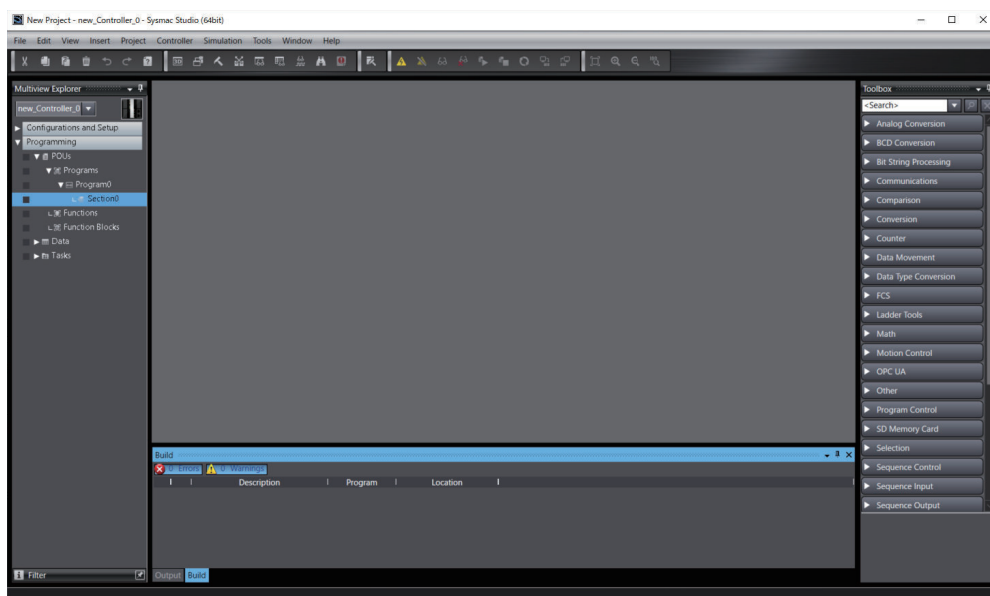 New Project - new_Controller_0 - Sysmac Studio (64bit)
File Edit View Insert Project Controller Simulation Tools Window Help
Multiview Explorer
new_Controller_0
Configurations and Setup
Programming
POUs
Programs
Program0
Section0
Functions
Function Blocks
Data
Tasks
Filter
Build
0 Errors 0 Warnings
Description Program Location
Output Build
Toolbox
<Search>
Analog Conversion
BCD Conversion
Bit String Processing
Communications
Comparison
Conversion
Counter
Data Movement
Data Type Conversion
FCS
Ladder Tools
Math
Motion Control
OPC UA
Other
Program Control
SD Memory Card
Selection
Sequence Control
Sequence Input
Sequence Output